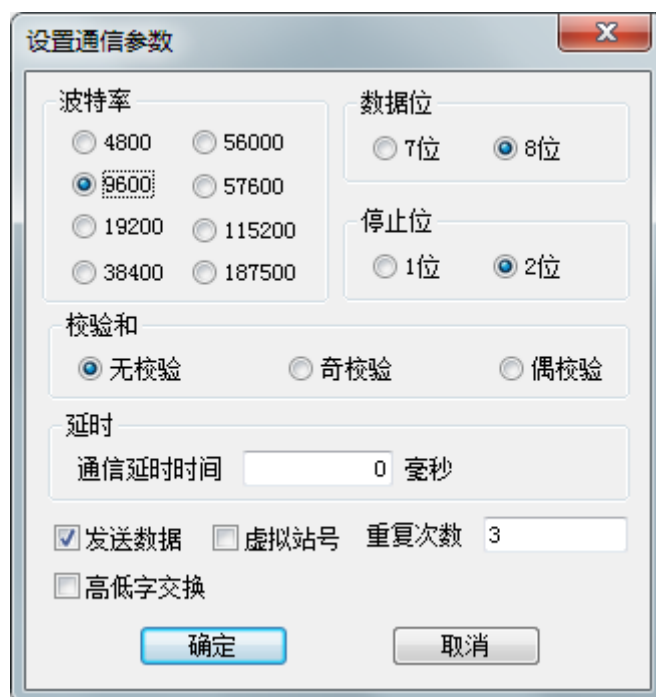 设置通信参数
波特率
4800 56000
9600 57600
19200 115200
38400 187500
数据位
7位 8位
停止位
1位 2位
校验和
无校验 奇校验 偶校验
延时
通信延时时间 0 毫秒
发送数据 虚拟站号 重复次数 3
高低字交换
确定 取消